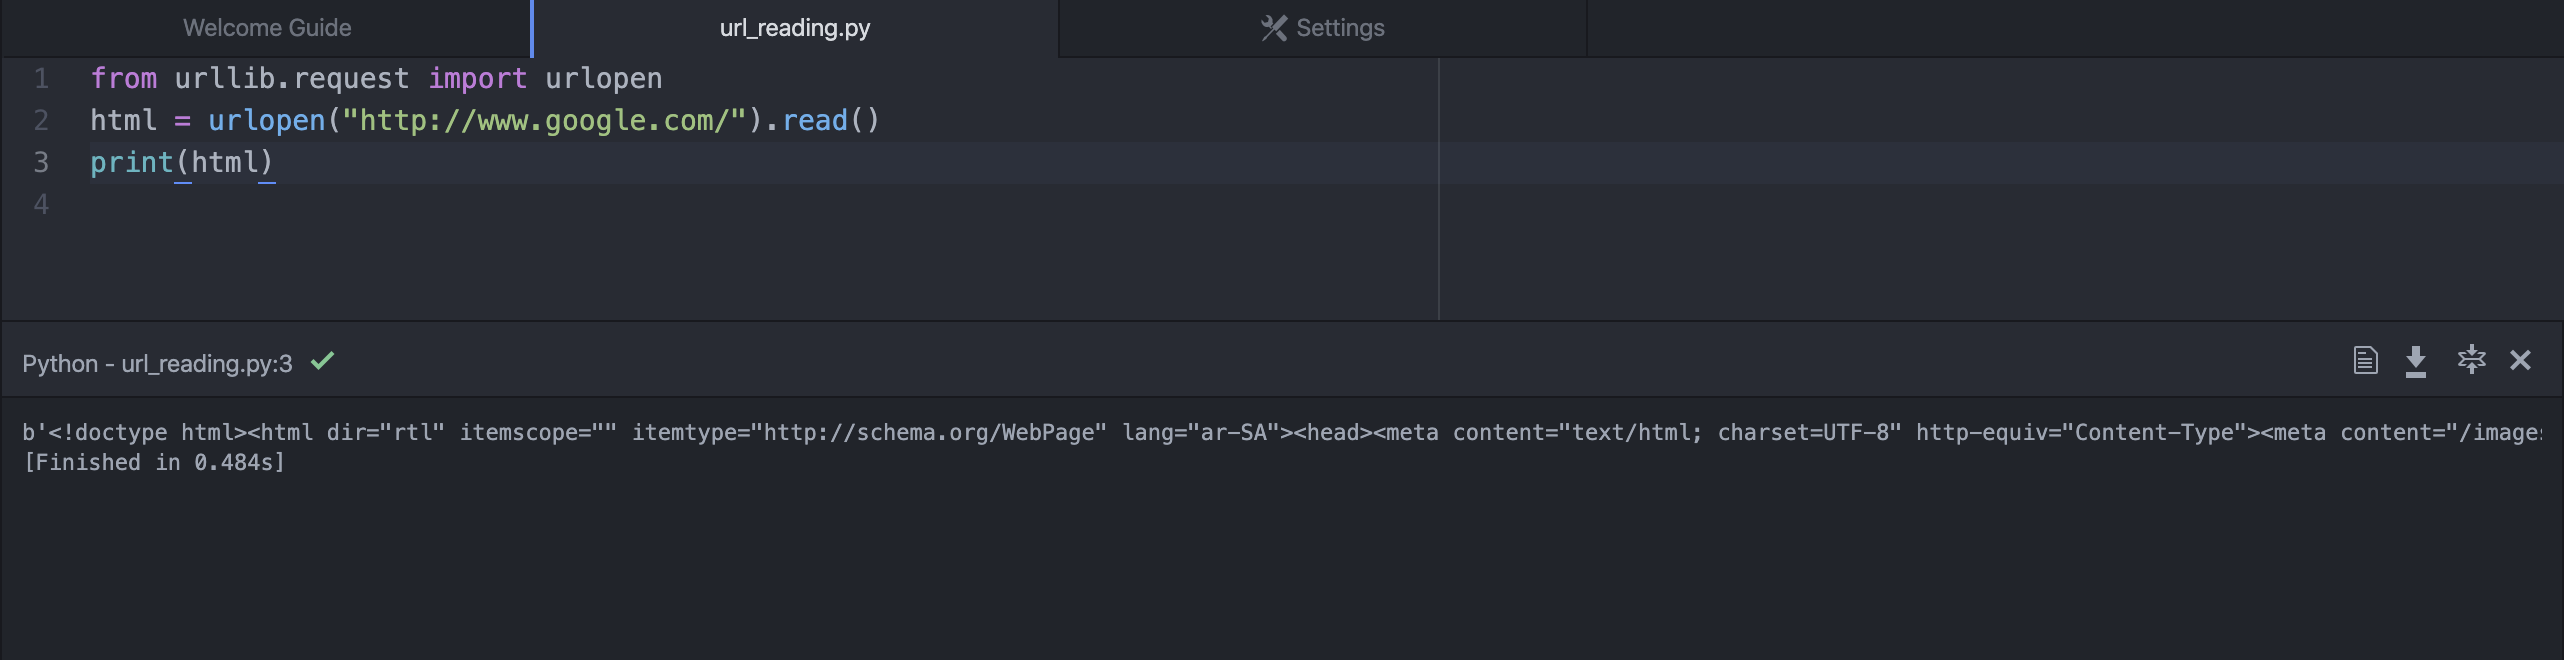 Welcome Guide
url_reading.py
Settings
1 from urllib.request import urlopen
2 html = urlopen("http://www.google.com/").read()
3 print(html)
4
Python - url_reading.py:3
b'<!doctype html><html dir="rtl" itemscope="" itemtype="http://schema.org/WebPage" lang="ar-SA"><head><meta content="text/html; charset=UTF-8" http-equiv="Content-Type"><meta content="/images
[Finished in 0.484s]